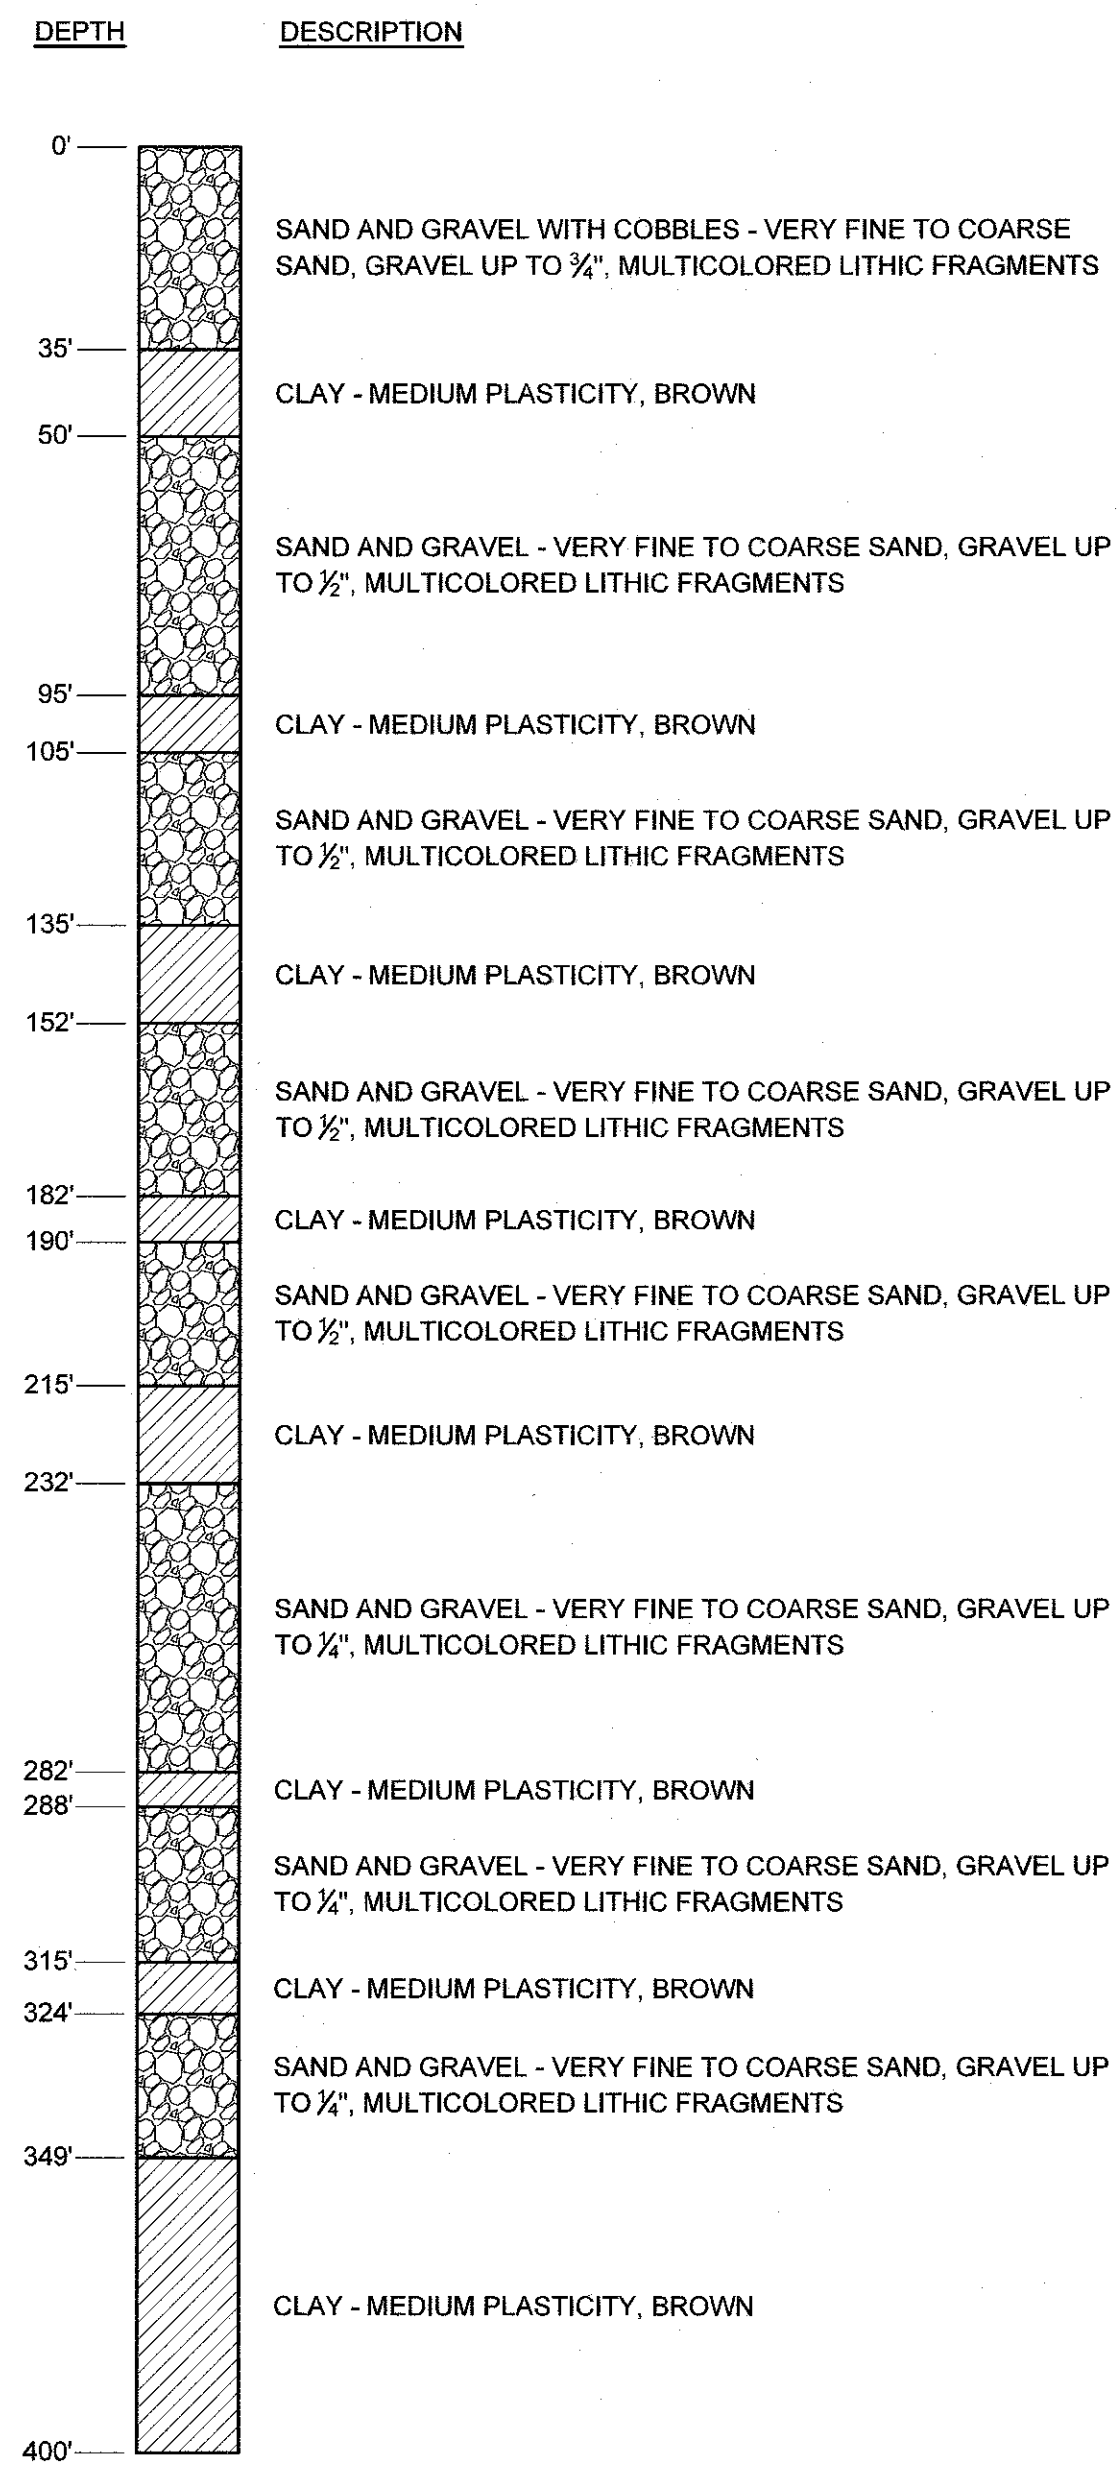 DEPTH DESCRIPTION
0'
SAND AND GRAVEL WITH COBBLES - VERY FINE TO COARSE
SAND, GRAVEL UP TO ¾", MULTICOLORED LITHIC FRAGMENTS
35'
CLAY - MEDIUM PLASTICITY, BROWN
50'
SAND AND GRAVEL - VERY FINE TO COARSE SAND, GRAVEL UP
TO ½", MULTICOLORED LITHIC FRAGMENTS
95'
CLAY - MEDIUM PLASTICITY, BROWN
105'
SAND AND GRAVEL - VERY FINE TO COARSE SAND, GRAVEL UP
TO ½", MULTICOLORED LITHIC FRAGMENTS
135'
CLAY - MEDIUM PLASTICITY, BROWN
152'
SAND AND GRAVEL - VERY FINE TO COARSE SAND, GRAVEL UP
TO ½", MULTICOLORED LITHIC FRAGMENTS
182'
CLAY - MEDIUM PLASTICITY, BROWN
190'
SAND AND GRAVEL - VERY FINE TO COARSE SAND, GRAVEL UP
TO ½", MULTICOLORED LITHIC FRAGMENTS
215'
CLAY - MEDIUM PLASTICITY, BROWN
232'
SAND AND GRAVEL - VERY FINE TO COARSE SAND, GRAVEL UP
TO ¼", MULTICOLORED LITHIC FRAGMENTS
282'
CLAY - MEDIUM PLASTICITY, BROWN
288'
SAND AND GRAVEL - VERY FINE TO COARSE SAND, GRAVEL UP
TO ¼", MULTICOLORED LITHIC FRAGMENTS
315'
CLAY - MEDIUM PLASTICITY, BROWN
324'
SAND AND GRAVEL - VERY FINE TO COARSE SAND, GRAVEL UP
TO ¼", MULTICOLORED LITHIC FRAGMENTS
349'
CLAY - MEDIUM PLASTICITY, BROWN
400'